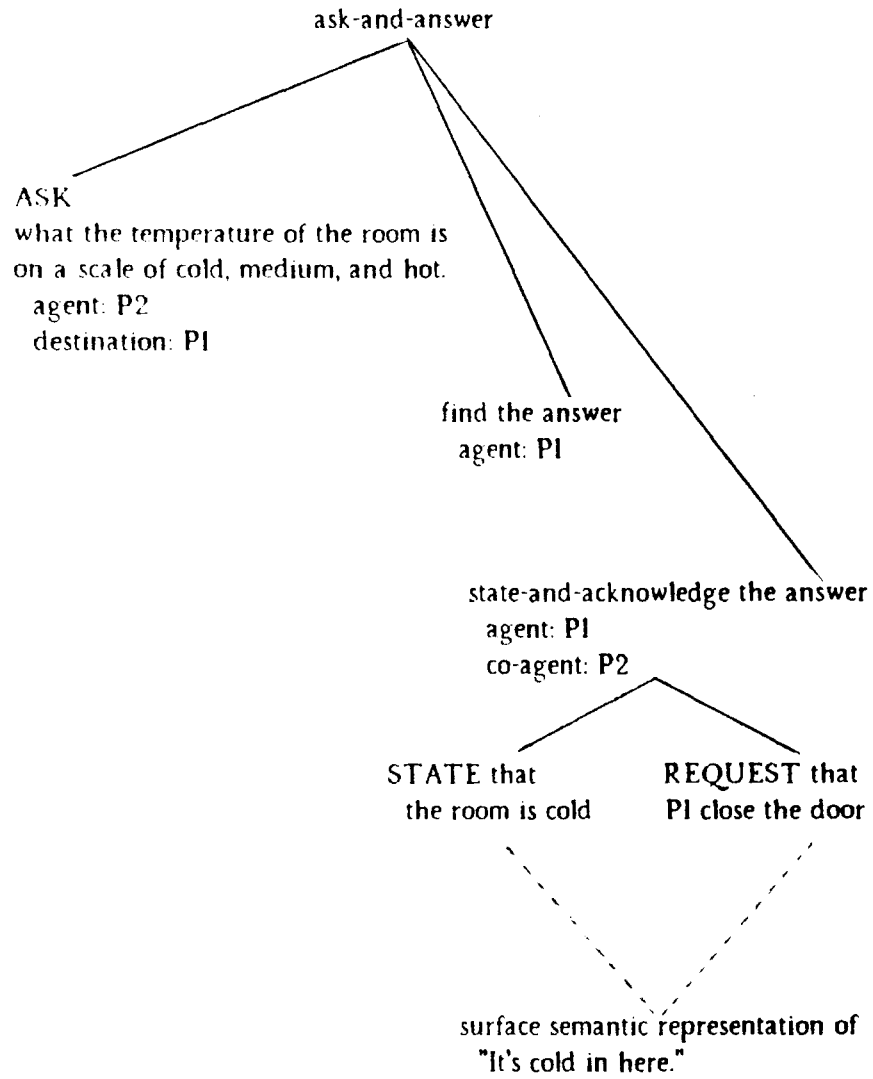 ask-and-answer
ASK
what the temperature of the room is
on a scale of cold, medium, and hot.
agent: P2
destination: P1
find the answer
agent: P1
state-and-acknowledge the answer
agent: P1
co-agent: P2
STATE that
the room is cold
REQUEST that
P1 close the door
surface semantic representation of
"It's cold in here."